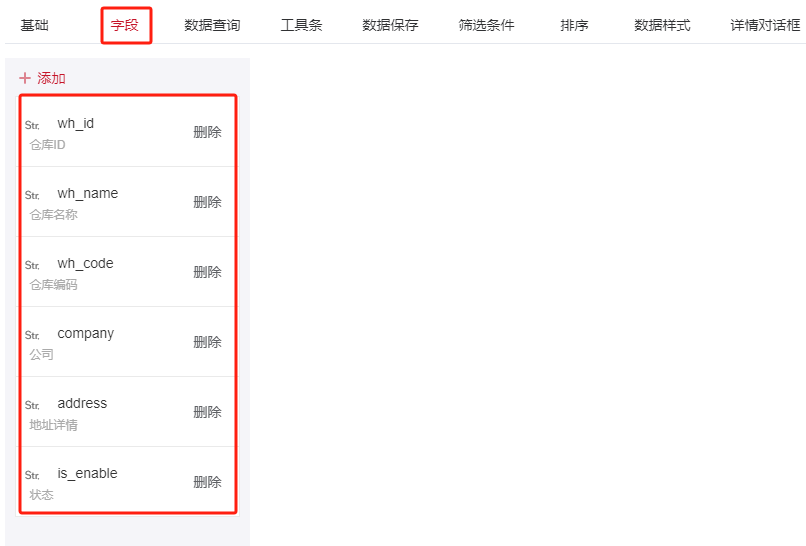 基础 字段 数据查询 工具条 数据保存 筛选条件 排序 数据样式 详情对话框
+ 添加
Str. wh_id 删除
仓库ID
Str. wh_name 删除
仓库名称
Str. wh_code 删除
仓库编码
Str. company 删除
公司
Str. address 删除
地址详情
Str. is_enable 删除
状态